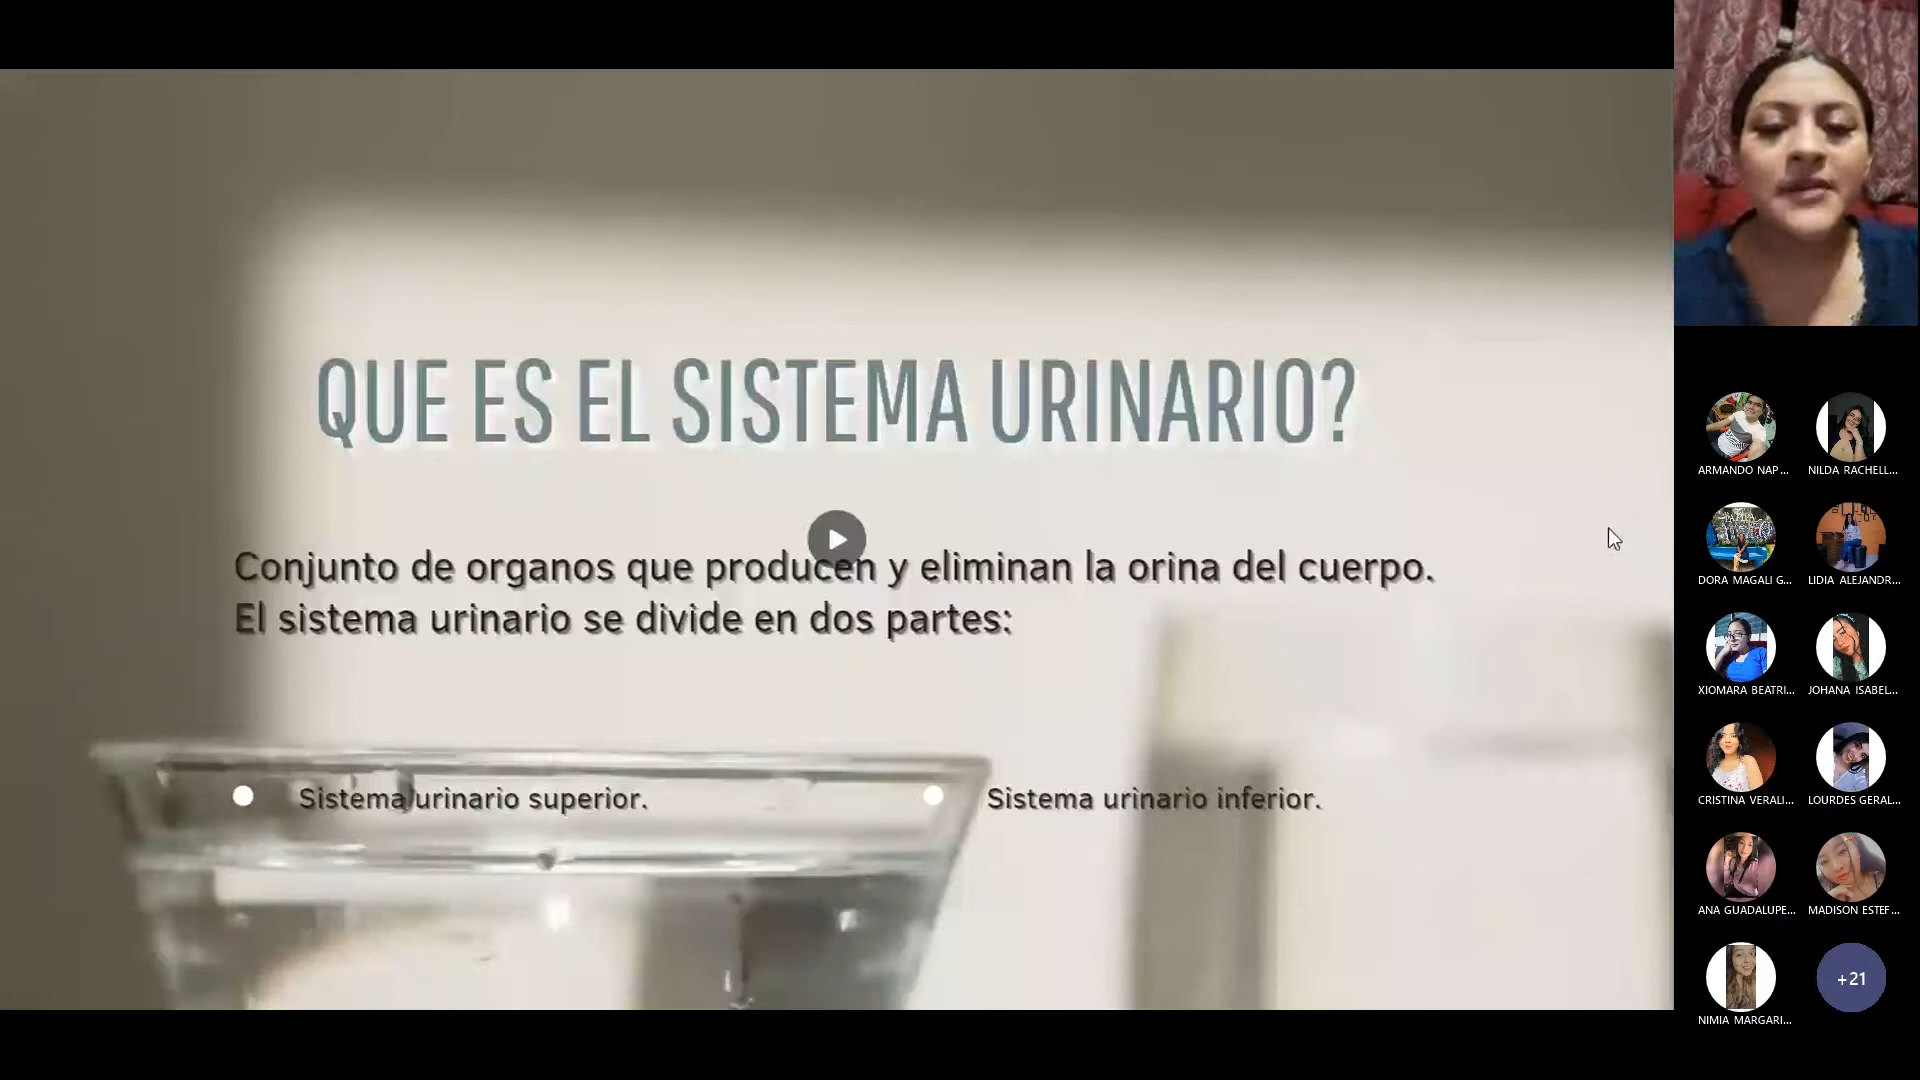 QUE ES EL SISTEMA URINARIO?
Conjunto de organos que producen y eliminan la orina del cuerpo.
El sistema urinario se divide en dos partes:
Sistema urinario superior.
Sistema urinario inferior.
ARMANDO NAP...
NILDA RACHELL...
DORA MAGALI G...
LIDIA ALEJANDR...
XIOMARA BEATRI...
JOHANA ISABEL...
CRISTINA VERALI...
LOURDES GERAL...
ANA GUADALUPE...
MADISON ESTEF...
NIMIA MARGARI...
+21